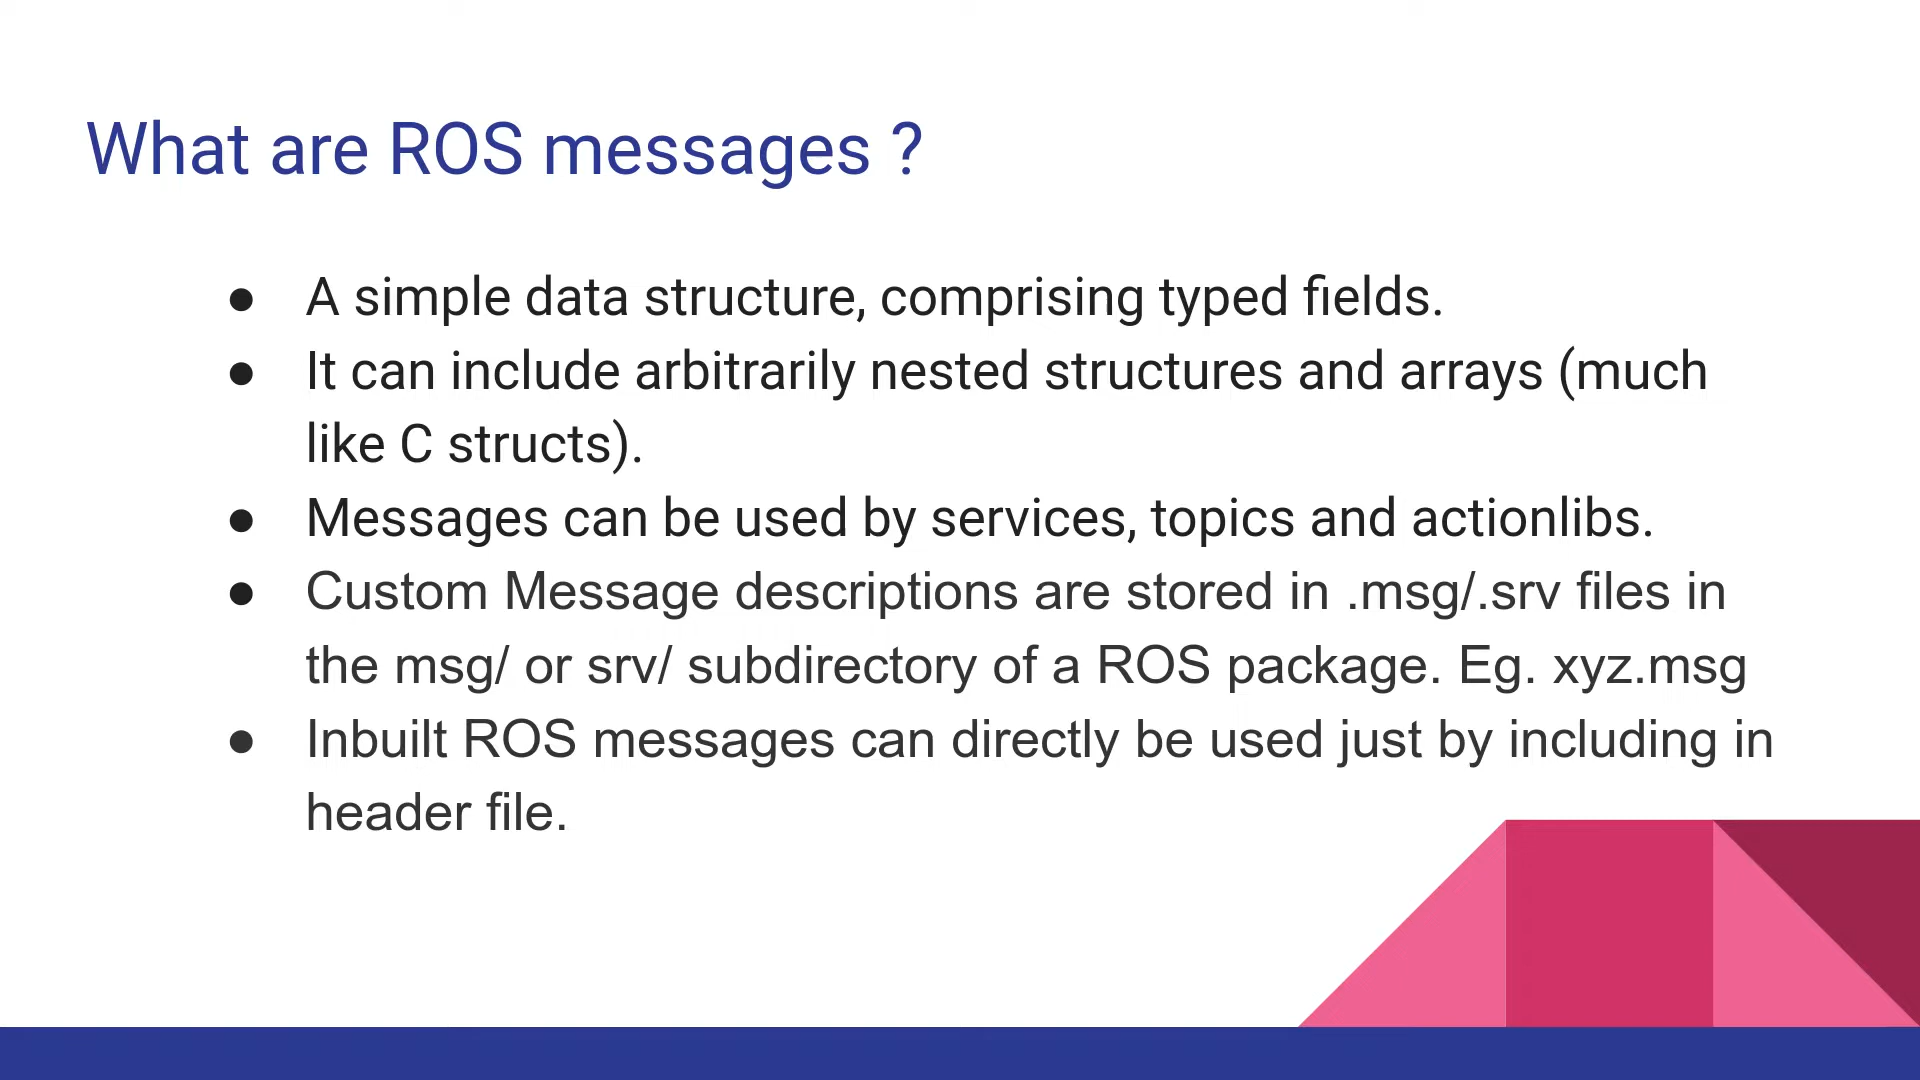 What are ROS messages ?
● A simple data structure, comprising typed fields.
● It can include arbitrarily nested structures and arrays (much
like C structs).
● Messages can be used by services, topics and actionlibs.
● Custom Message descriptions are stored in .msg/.srv files in
the msg/ or srv/ subdirectory of a ROS package. Eg. xyz.msg
● Inbuilt ROS messages can directly be used just by including in
header file.